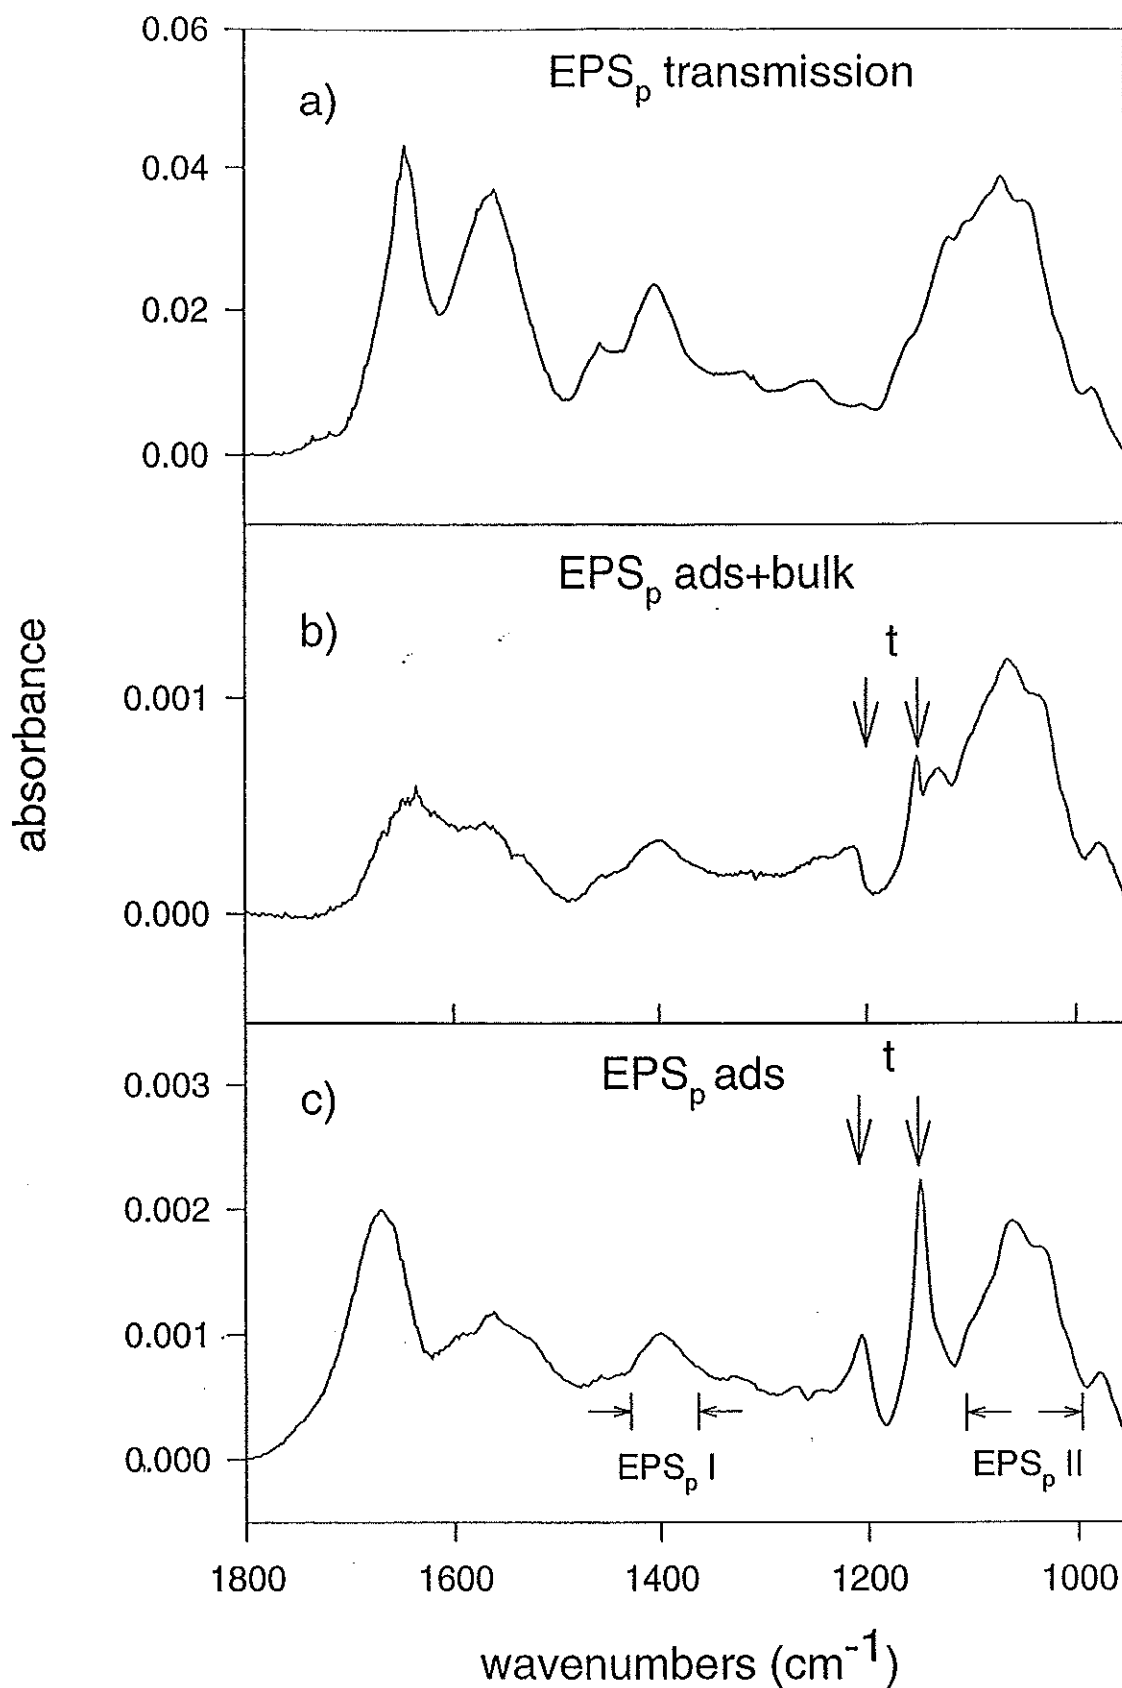 0.06
EPSp transmission
a)
0.04
0.02
0.00
EPSp ads+bulk
b)
t
0.001
0.000
absorbance
t
EPSp ads
0.003
c)
0.002
0.001
EPSp I
EPSp II
0.000
1800 1600 1400 1200 1000
wavenumbers (cm-1)